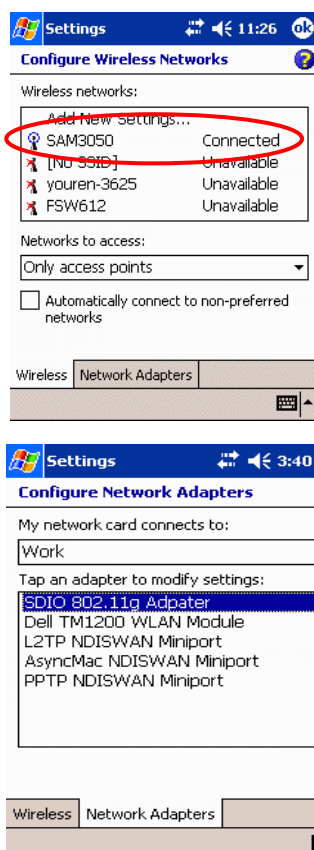 Settings 11:26 ok
Configure Wireless Networks ?
Wireless networks:
Add New Settings...
SAM3050 Connected
[No SSID] Unavailable
youren-3625 Unavailable
FSW612 Unavailable
Networks to access:
Only access points
Automatically connect to non-preferred
networks
Wireless Network Adapters
Settings 3:40
Configure Network Adapters
My network card connects to:
Work
Tap an adapter to modify settings:
SDIO 802.11g Adpater
Dell TM1200 WLAN Module
L2TP NDISWAN Miniport
AsyncMac NDISWAN Miniport
PPTP NDISWAN Miniport
Wireless Network Adapters